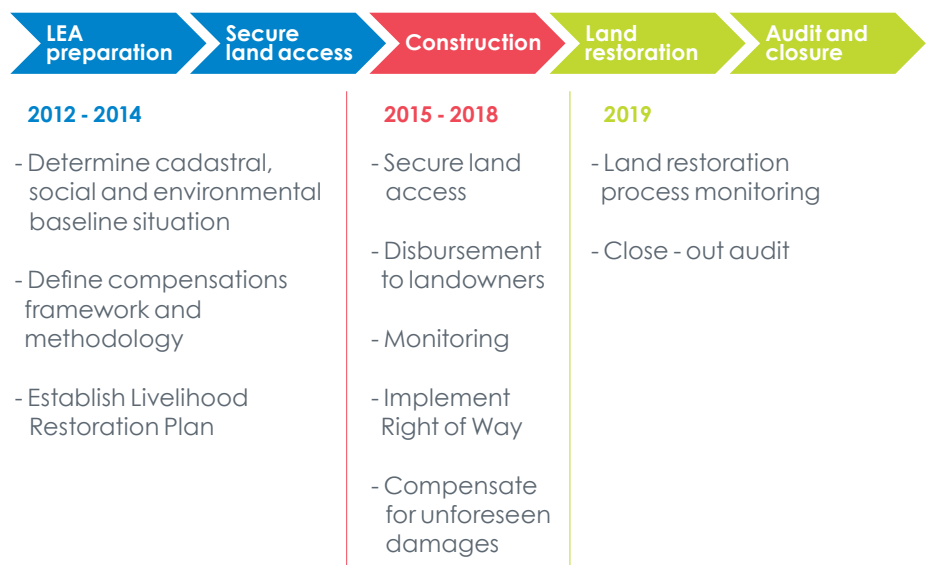 LEA
preparation
Secure
land access
Construction
Land
restoration
Audit and
closure
2012 - 2014
- Determine cadastral,
social and environmental
baseline situation
- Define compensations
framework and
methodology
- Establish Livelihood
Restoration Plan
2015 - 2018
- Secure land
access
- Disbursement
to landowners
- Monitoring
- Implement
Right of Way
- Compensate
for unforeseen
damages
2019
- Land restoration
process monitoring
- Close - out audit